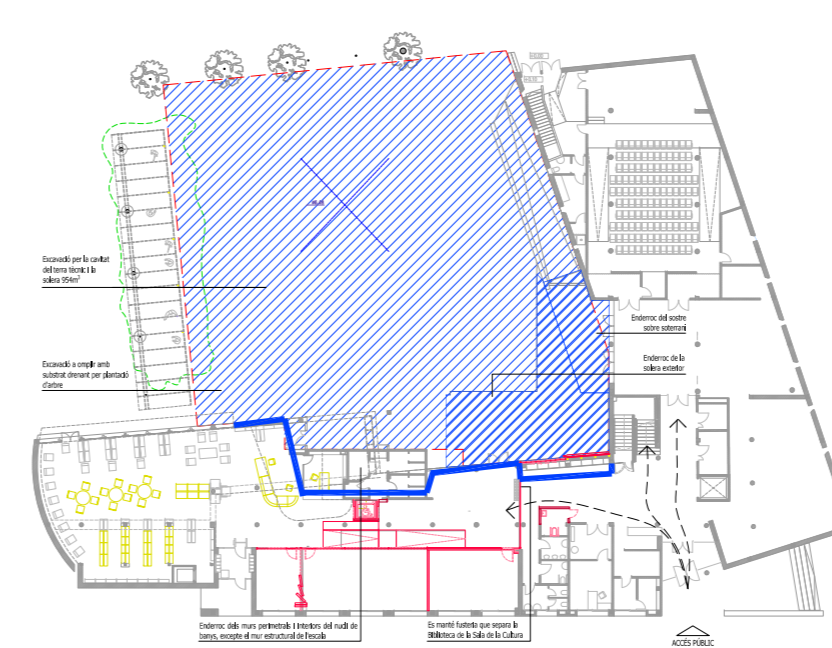 Excavació per la cavitat
del terra tècnic i la
solera 954m²
Excavació a omplir amb
substrat drenant per plantació
d'arbre
Enderroc del sostre
sobre soterrani
Enderroc de la
solera exterior
Enderroc dels murs perimetrals i interiors del nucli de
banys, excepte el mur estructural de l'escala
Es manté fusteria que separa la
Biblioteca de la Sala de la Cultura
ACCÉS PÚBLIC